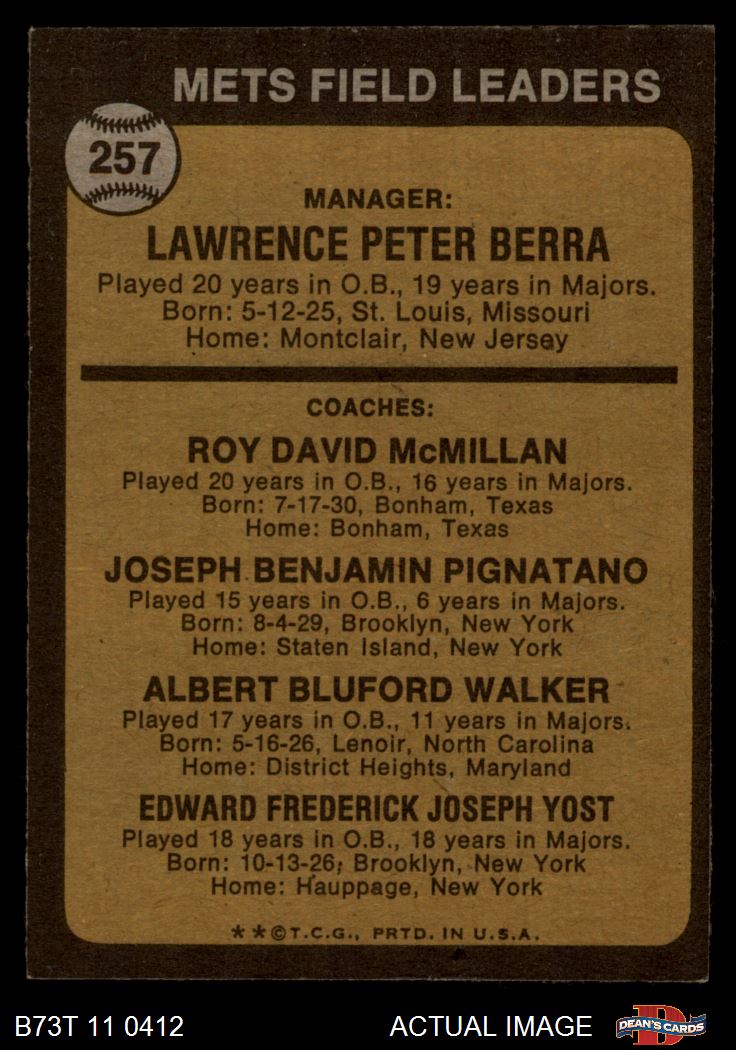 METS FIELD LEADERS
257
MANAGER:
LAWRENCE PETER BERRA
Played 20 years in O.B., 19 years in Majors.
Born: 5-12-25, St. Louis, Missouri
Home: Montclair, New Jersey
COACHES:
ROY DAVID McMILLAN
Played 20 years in O.B., 16 years in Majors.
Born: 7-17-30, Bonham, Texas
Home: Bonham, Texas
JOSEPH BENJAMIN PIGNATANO
Played 15 years in O.B., 6 years in Majors.
Born: 8-4-29, Brooklyn, New York
Home: Staten Island, New York
ALBERT BLUFORD WALKER
Played 17 years in O.B., 11 years in Majors.
Born: 5-16-26, Lenoir, North Carolina
Home: District Heights, Maryland
EDWARD FREDERICK JOSEPH YOST
Played 18 years in O.B., 18 years in Majors.
Born: 10-13-26, Brooklyn, New York
Home: Hauppage, New York
**©T.C.G., PRTD. IN U.S.A.
B73T 11 0412 ACTUAL IMAGE D DEAN'S CARDS